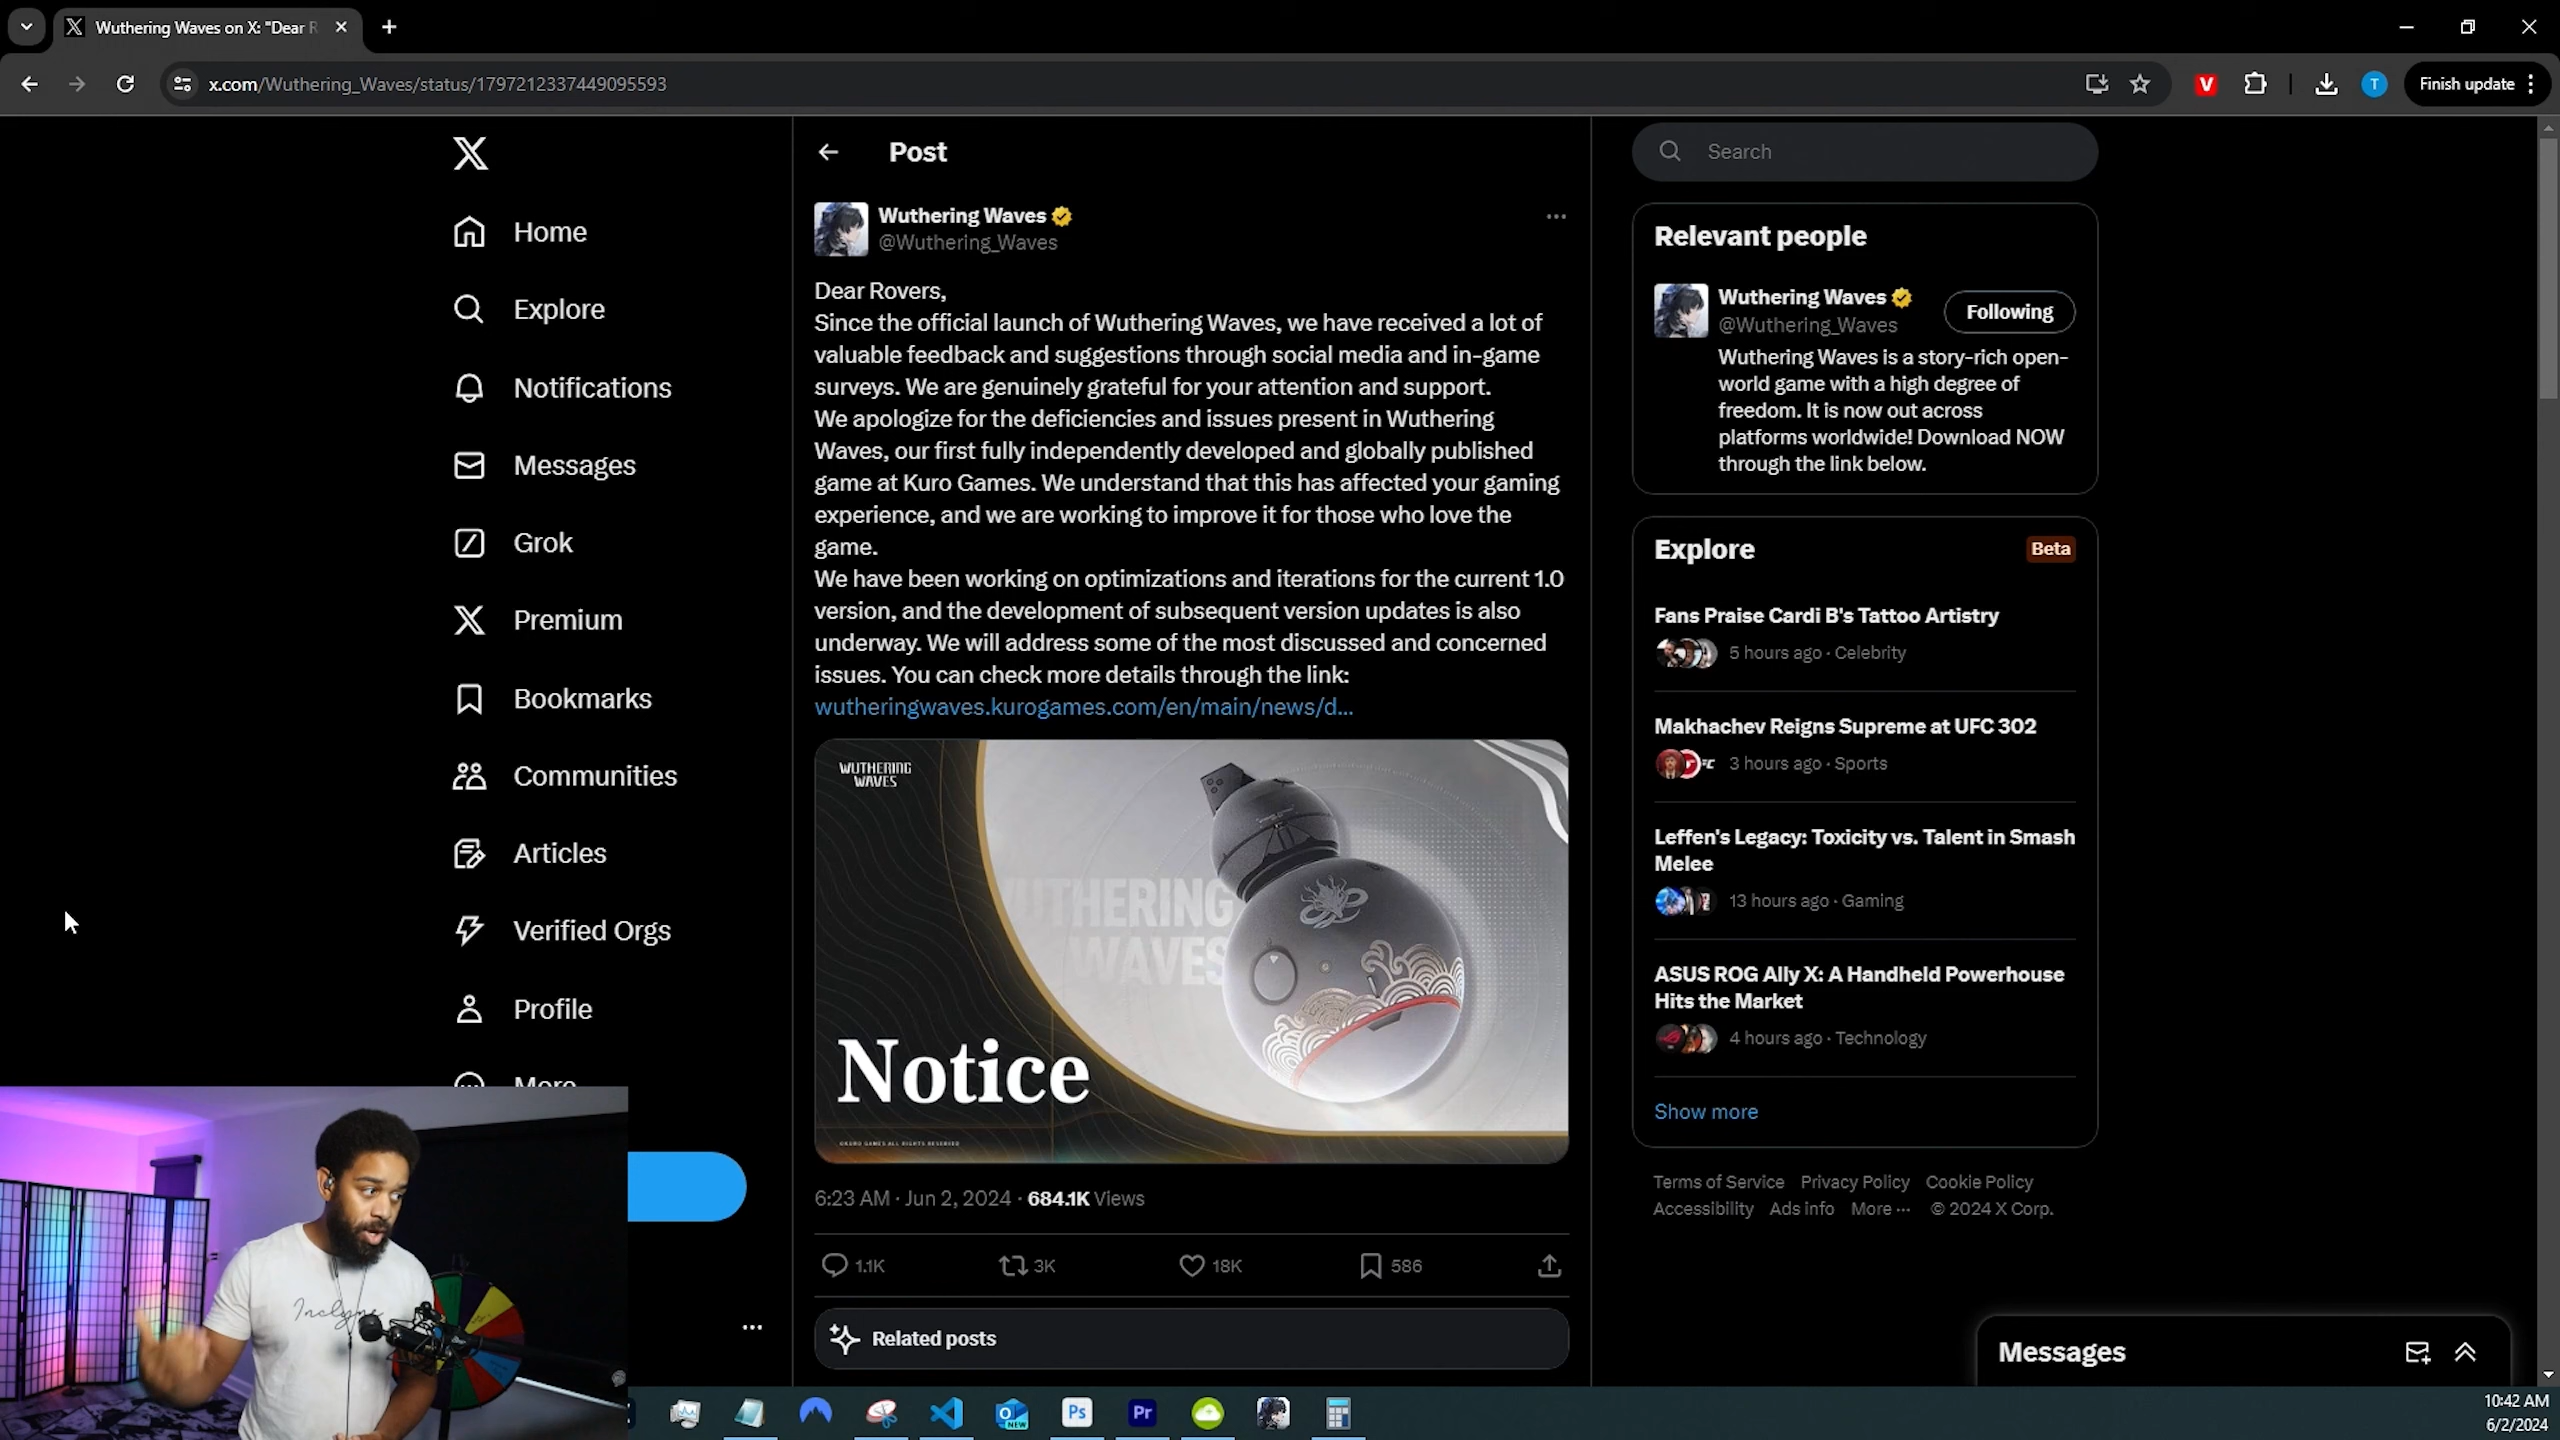 Wuthering Waves on X: "Dear R
x.com/Wuthering_Waves/status/1797212337449095593
V
T
Finish update
Home
Explore
Notifications
Messages
Grok
Premium
Bookmarks
Communities
Articles
Verified Orgs
Profile
More
Post
Wuthering Waves
@Wuthering_Waves
Dear Rovers,
Since the official launch of Wuthering Waves, we have received a lot of
valuable feedback and suggestions through social media and in-game
surveys. We are genuinely grateful for your attention and support.
We apologize for the deficiencies and issues present in Wuthering
Waves, our first fully independently developed and globally published
game at Kuro Games. We understand that this has affected your gaming
experience, and we are working to improve it for those who love the
game.
We have been working on optimizations and iterations for the current 1.0
version, and the development of subsequent version updates is also
underway. We will address some of the most discussed and concerned
issues. You can check more details through the link:
wutheringwaves.kurogames.com/en/main/news/d...
WUTHERING
WAVES
WUTHERING
WAVES
Notice
©KURO GAMES ALL RIGHTS RESERVED
6:23 AM · Jun 2, 2024 · 684.1K Views
1.1K 3K 18K 586
Related posts
Search
Relevant people
Wuthering Waves
@Wuthering_Waves
Following
Wuthering Waves is a story-rich open-
world game with a high degree of
freedom. It is now out across
platforms worldwide! Download NOW
through the link below.
Explore
Beta
Fans Praise Cardi B's Tattoo Artistry
5 hours ago · Celebrity
Makhachev Reigns Supreme at UFC 302
3 hours ago · Sports
Leffen's Legacy: Toxicity vs. Talent in Smash
Melee
13 hours ago · Gaming
ASUS ROG Ally X: A Handheld Powerhouse
Hits the Market
4 hours ago · Technology
Show more
Terms of Service Privacy Policy Cookie Policy
Accessibility Ads info More ··· © 2024 X Corp.
Messages
Inclyne
NEW
Ps
Pr
10:42 AM
6/2/2024